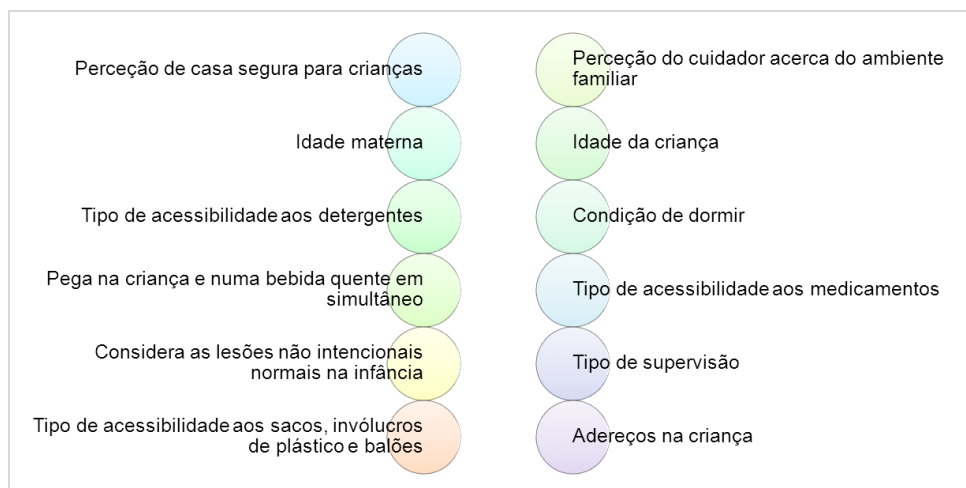 Perceção de casa segura para crianças
Idade materna
Tipo de acessibilidade aos detergentes
Pega na criança e numa bebida quente em
simultâneo
Considera as lesões não intencionais
normais na infância
Tipo de acessibilidade aos sacos, invólucros
de plástico e balões
Perceção do cuidador acerca do ambiente
familiar
Idade da criança
Condição de dormir
Tipo de acessibilidade aos medicamentos
Tipo de supervisão
Adereços na criança